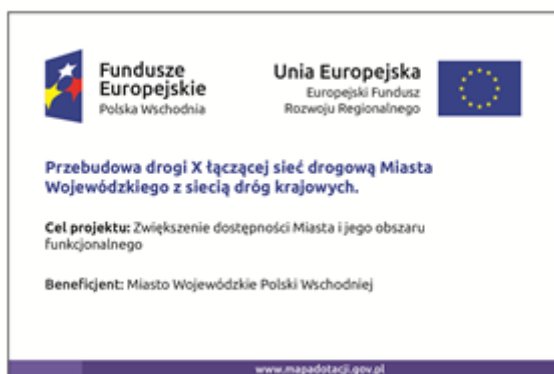 Fundusze
Europejskie
Polska Wschodnia
Unia Europejska
Europejski Fundusz
Rozwoju Regionalnego
Przebudowa drogi X łączącej sieć drogową Miasta
Wojewódzkiego z siecią dróg krajowych.
Cel projektu: Zwiększenie dostępności Miasta i jego obszaru
funkcjonalnego
Beneficjent: Miasto Wojewódzkie Polski Wschodniej
www.mapadotacji.gov.pl